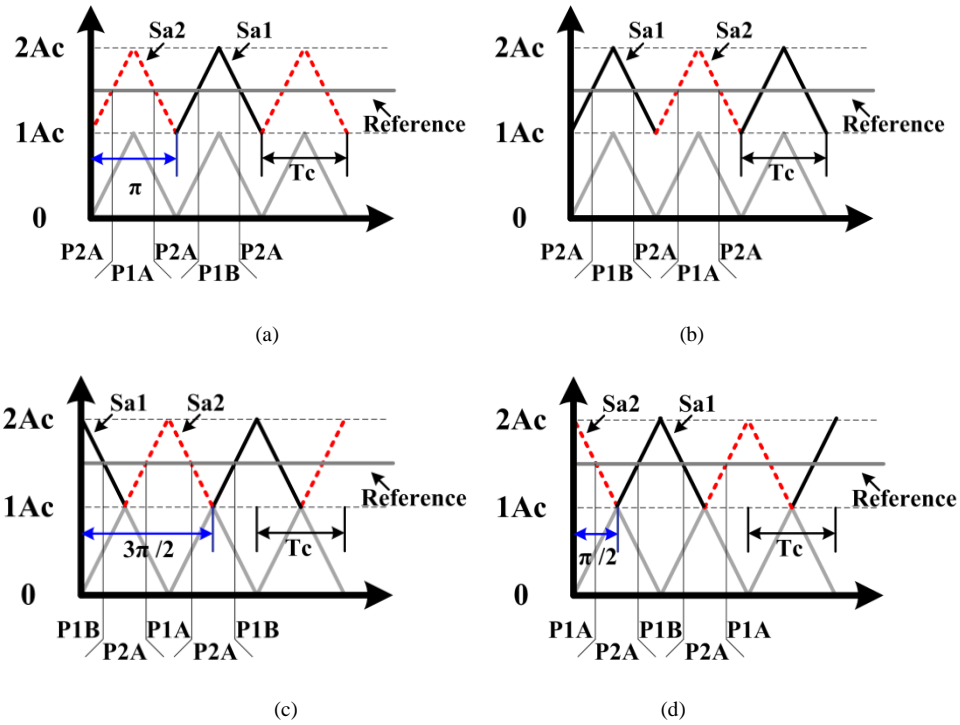 2Ac
Sa2
Sa1
1Ac
Reference
π
Tc
0
P2A
P2A
P2A
P1A
P1B
(a)
2Ac
Sa1
Sa2
1Ac
Reference
Tc
0
P2A
P2A
P2A
P1B
P1A
(b)
2Ac
Sa1
Sa2
1Ac
Reference
3π /2
Tc
0
P1B
P1A
P1B
P2A
P2A
(c)
2Ac
Sa2
Sa1
1Ac
Reference
π /2
Tc
0
P1A
P1B
P1A
P2A
P2A
(d)